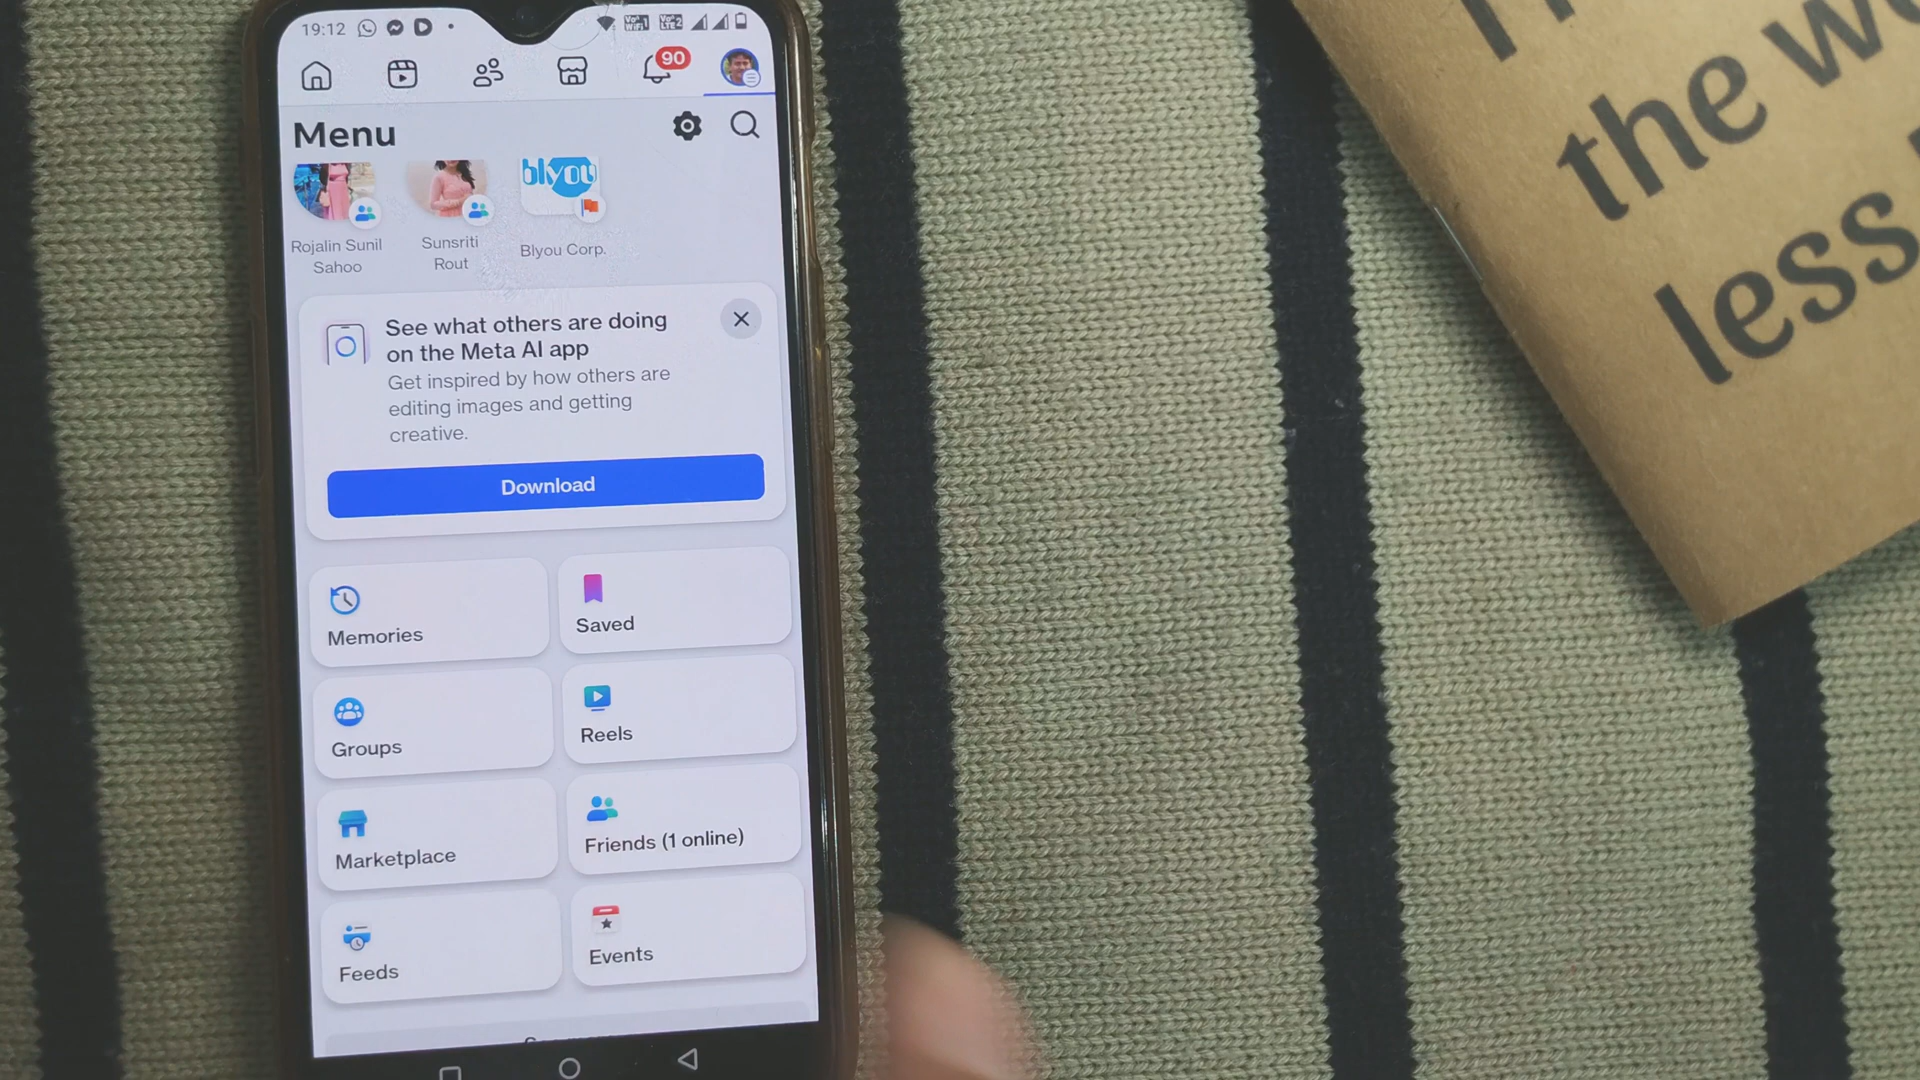 19:12
90
Menu
blyou
Rojalin Sunil
Sahoo
Sunsriti
Rout
Blyou Corp.
See what others are doing
on the Meta AI app
Get inspired by how others are
editing images and getting
creative.
Download
Memories
Saved
Groups
Reels
Marketplace
Friends (1 online)
Feeds
Events
the
less